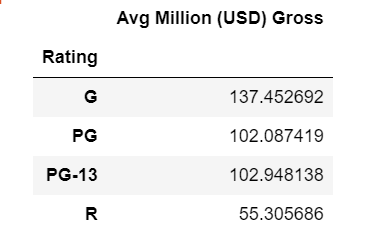 Avg Million (USD) Gross
Rating
G 137.452692
PG 102.087419
PG-13 102.948138
R 55.305686